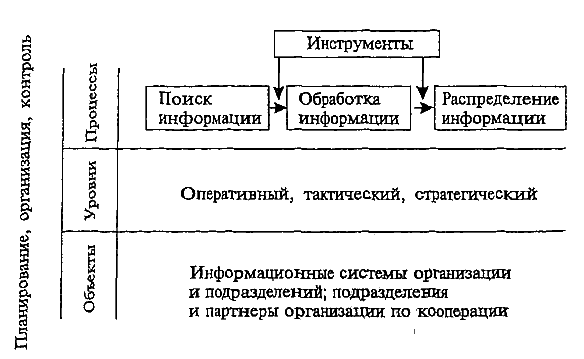 Планирование, организация, контроль
Процессы
Инструменты
Поиск
информации
Обработка
информации
Распределение
информации
Уровни
Оперативный, тактический, стратегический
Объекты
Информационные системы организации
и подразделений; подразделения
и партнеры организации по кооперации